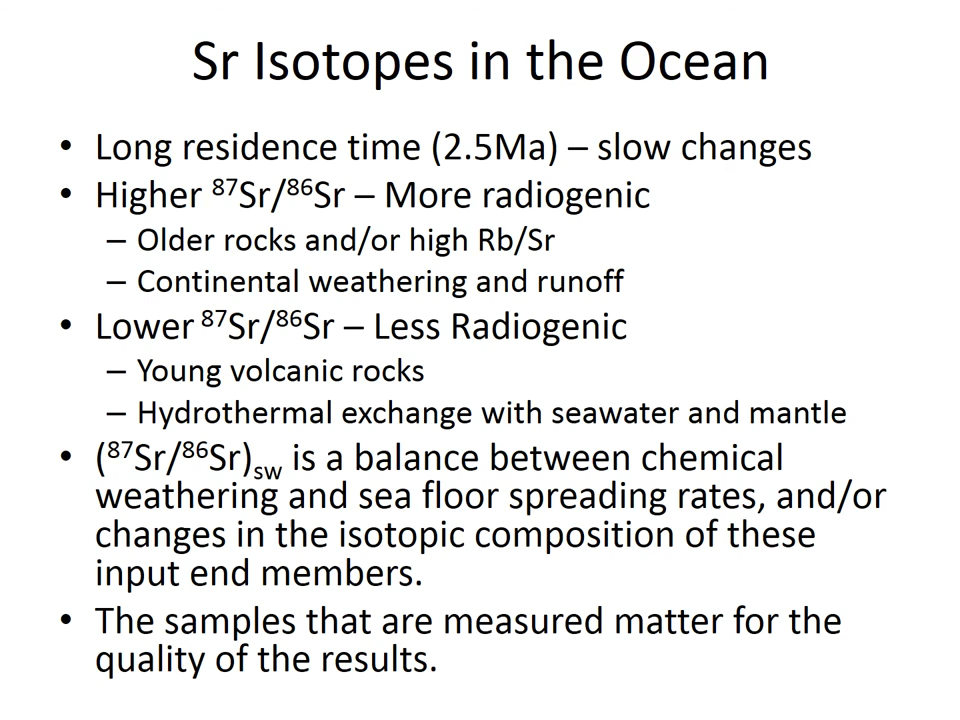 Sr Isotopes in the Ocean
• Long residence time (2.5Ma) – slow changes
• Higher ⁸⁷Sr/⁸⁶Sr – More radiogenic
– Older rocks and/or high Rb/Sr
– Continental weathering and runoff
• Lower ⁸⁷Sr/⁸⁶Sr – Less Radiogenic
– Young volcanic rocks
– Hydrothermal exchange with seawater and mantle
• (⁸⁷Sr/⁸⁶Sr)sw is a balance between chemical
weathering and sea floor spreading rates, and/or
changes in the isotopic composition of these
input end members.
• The samples that are measured matter for the
quality of the results.